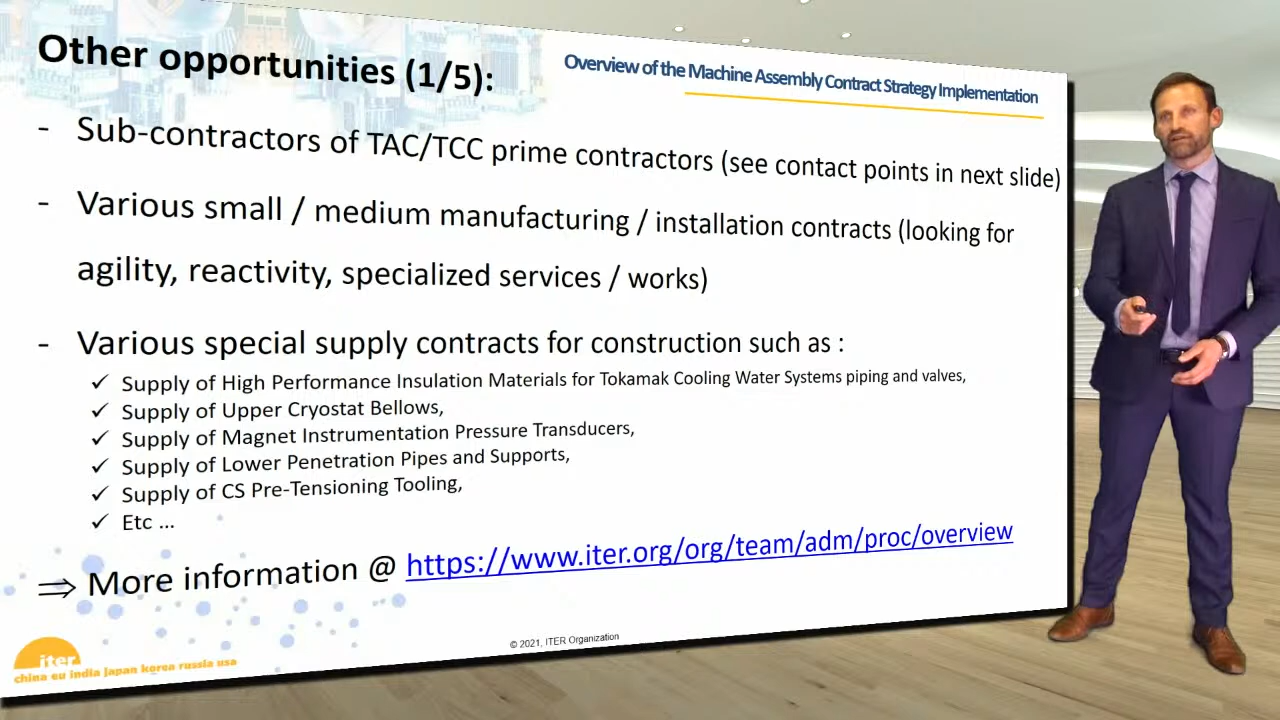 Other opportunities (1/5):
Overview of the Machine Assembly Contract Strategy Implementation
- Sub-contractors of TAC/TCC prime contractors (see contact points in next slide)
- Various small / medium manufacturing / installation contracts (looking for
agility, reactivity, specialized services / works)
- Various special supply contracts for construction such as :
✓ Supply of High Performance Insulation Materials for Tokamak Cooling Water Systems piping and valves,
✓ Supply of Upper Cryostat Bellows,
✓ Supply of Magnet Instrumentation Pressure Transducers,
✓ Supply of Lower Penetration Pipes and Supports,
✓ Supply of CS Pre-Tensioning Tooling,
✓ Etc ...
⇒ More information @ https://www.iter.org/org/team/adm/proc/overview
© 2021, ITER Organization
iter
china eu india japan korea russia usa